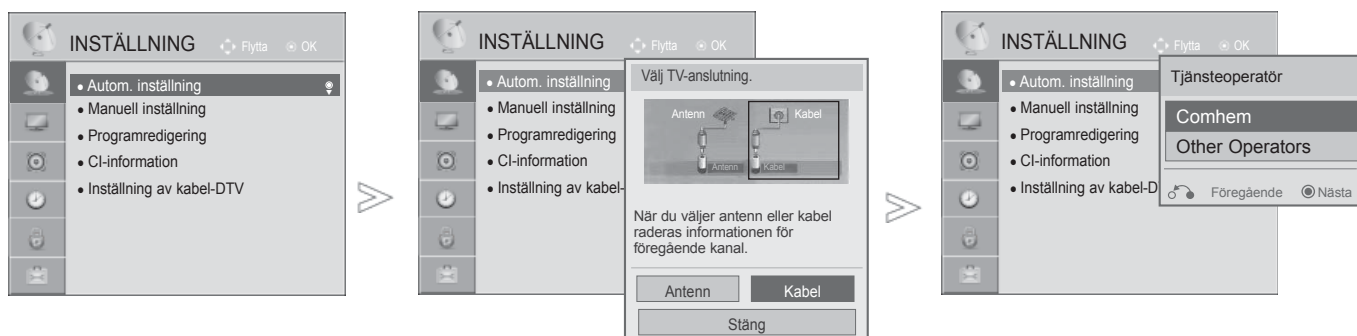 INSTÄLLNING Flytta OK
• Autom. inställning
• Manuell inställning
• Programredigering
• CI-information
• Inställning av kabel-DTV
INSTÄLLNING Flytta OK
• Autom. inställning
• Manuell inställning
• Programredigering
• CI-information
• Inställning av kabel-
Välj TV-anslutning.
Antenn Kabel
Antenn Kabel
När du väljer antenn eller kabel
raderas informationen för
föregående kanal.
Antenn Kabel
Stäng
INSTÄLLNING Flytta OK
• Autom. inställning
• Manuell inställning
• Programredigering
• CI-information
• Inställning av kabel-D
Tjänsteoperatör
Comhem
Other Operators
Föregående Nästa